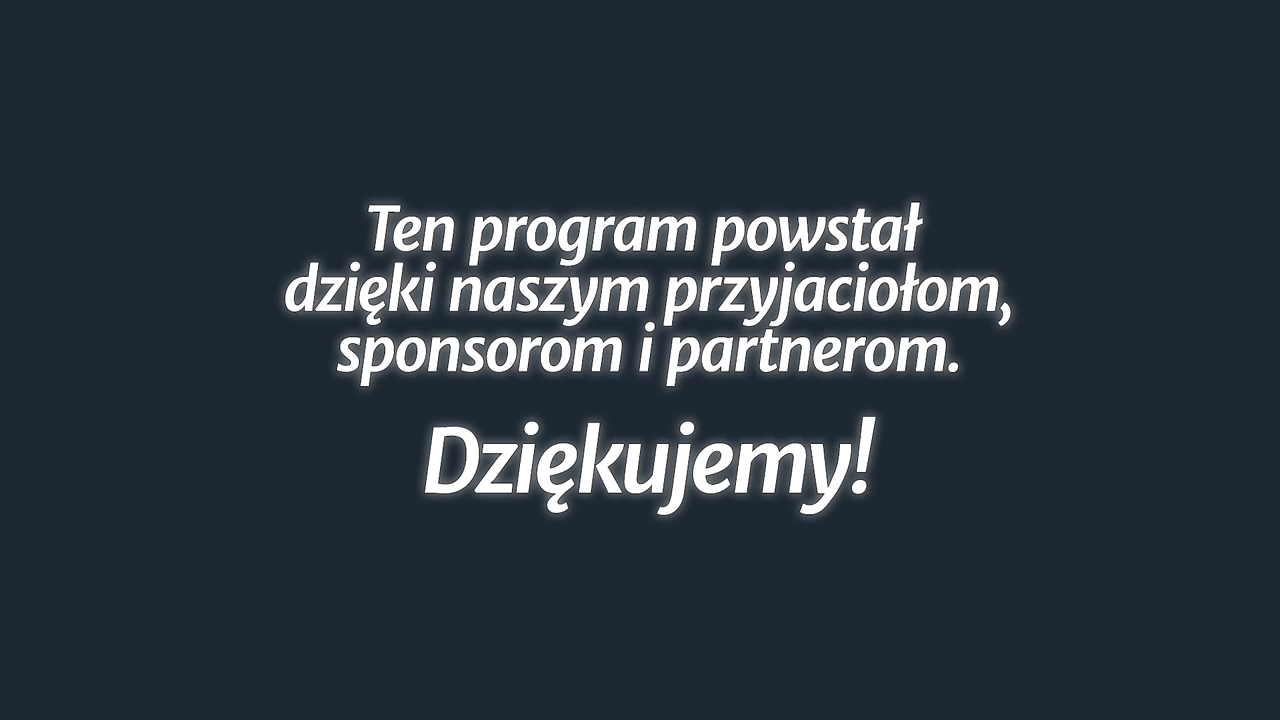 Ten program powstał
dzięki naszym przyjaciołom,
sponsorom i partnerom.
Dziękujemy!